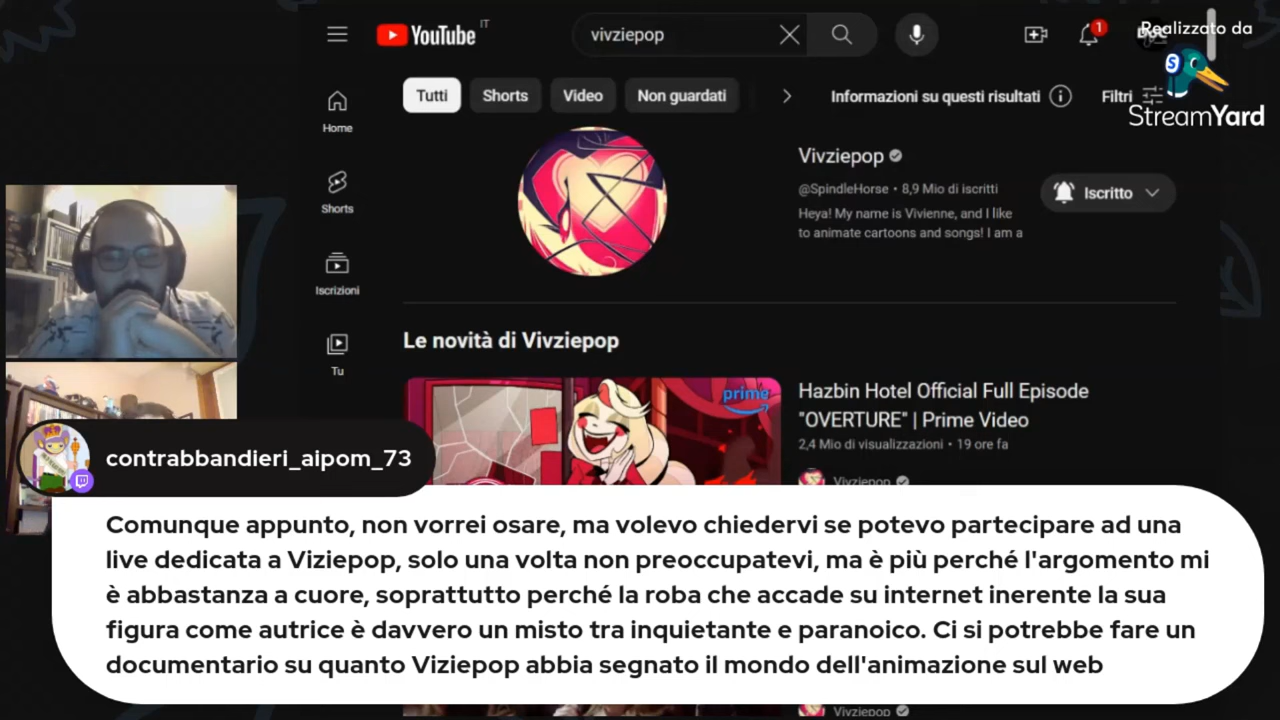 YouTube IT
vivziepop
1
Realizzato da
StreamYard
Tutti
Shorts
Video
Non guardati
Informazioni su questi risultati
Filtri
Home
Shorts
Iscrizioni
Tu
Vivziepop
@SpindleHorse • 8,9 Mio di iscritti
Heya! My name is Vivienne, and I like
to animate cartoons and songs! I am a
Iscritto
Le novità di Vivziepop
prime
Hazbin Hotel Official Full Episode
"OVERTURE" | Prime Video
2,4 Mio di visualizzazioni • 19 ore fa
Vivziepop
contrabbandieri_aipom_73
Comunque appunto, non vorrei osare, ma volevo chiedervi se potevo partecipare ad una
live dedicata a Viziepop, solo una volta non preoccupatevi, ma è più perché l'argomento mi
è abbastanza a cuore, soprattutto perché la roba che accade su internet inerente la sua
figura come autrice è davvero un misto tra inquietante e paranoico. Ci si potrebbe fare un
documentario su quanto Viziepop abbia segnato il mondo dell'animazione sul web
Vivziepop